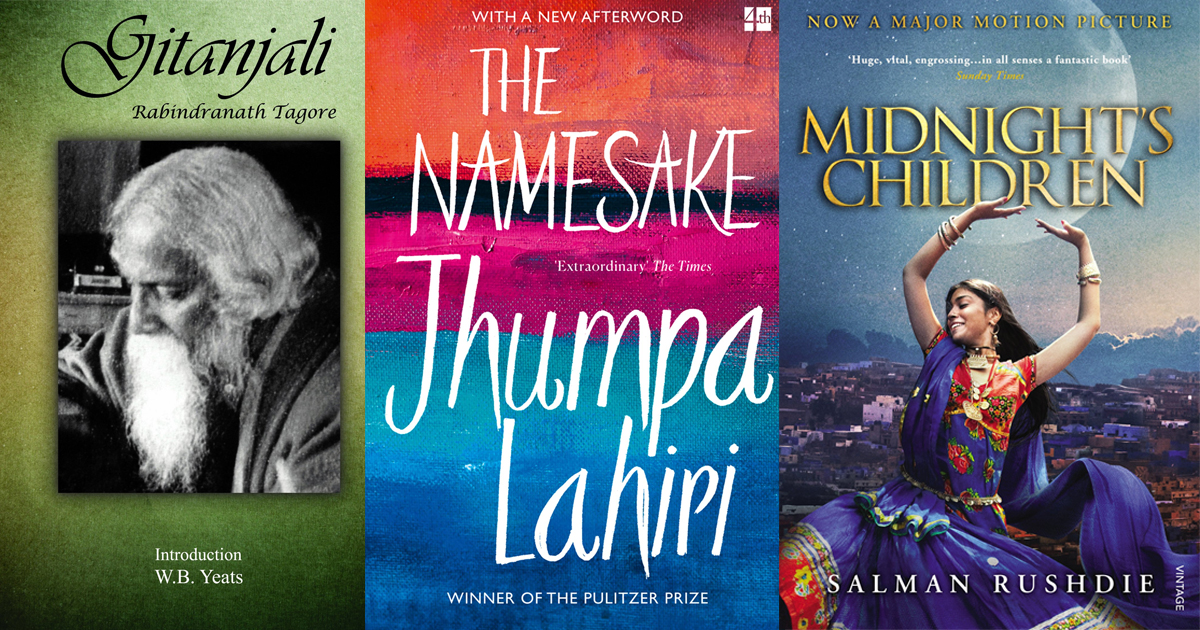 Gitanjali
Rabindranath Tagore
Introduction
W.B. Yeats
WITH A NEW AFTERWORD
4th
THE
NAMESAKE
'Extraordinary' The Times
Jhumpa
Lahiri
WINNER OF THE PULITZER PRIZE
NOW A MAJOR MOTION PICTURE
'Huge, vital, engrossing...in all senses a fantastic book'
Sunday Times
MIDNIGHT'S
CHILDREN
SALMAN RUSHDIE
VINTAGE